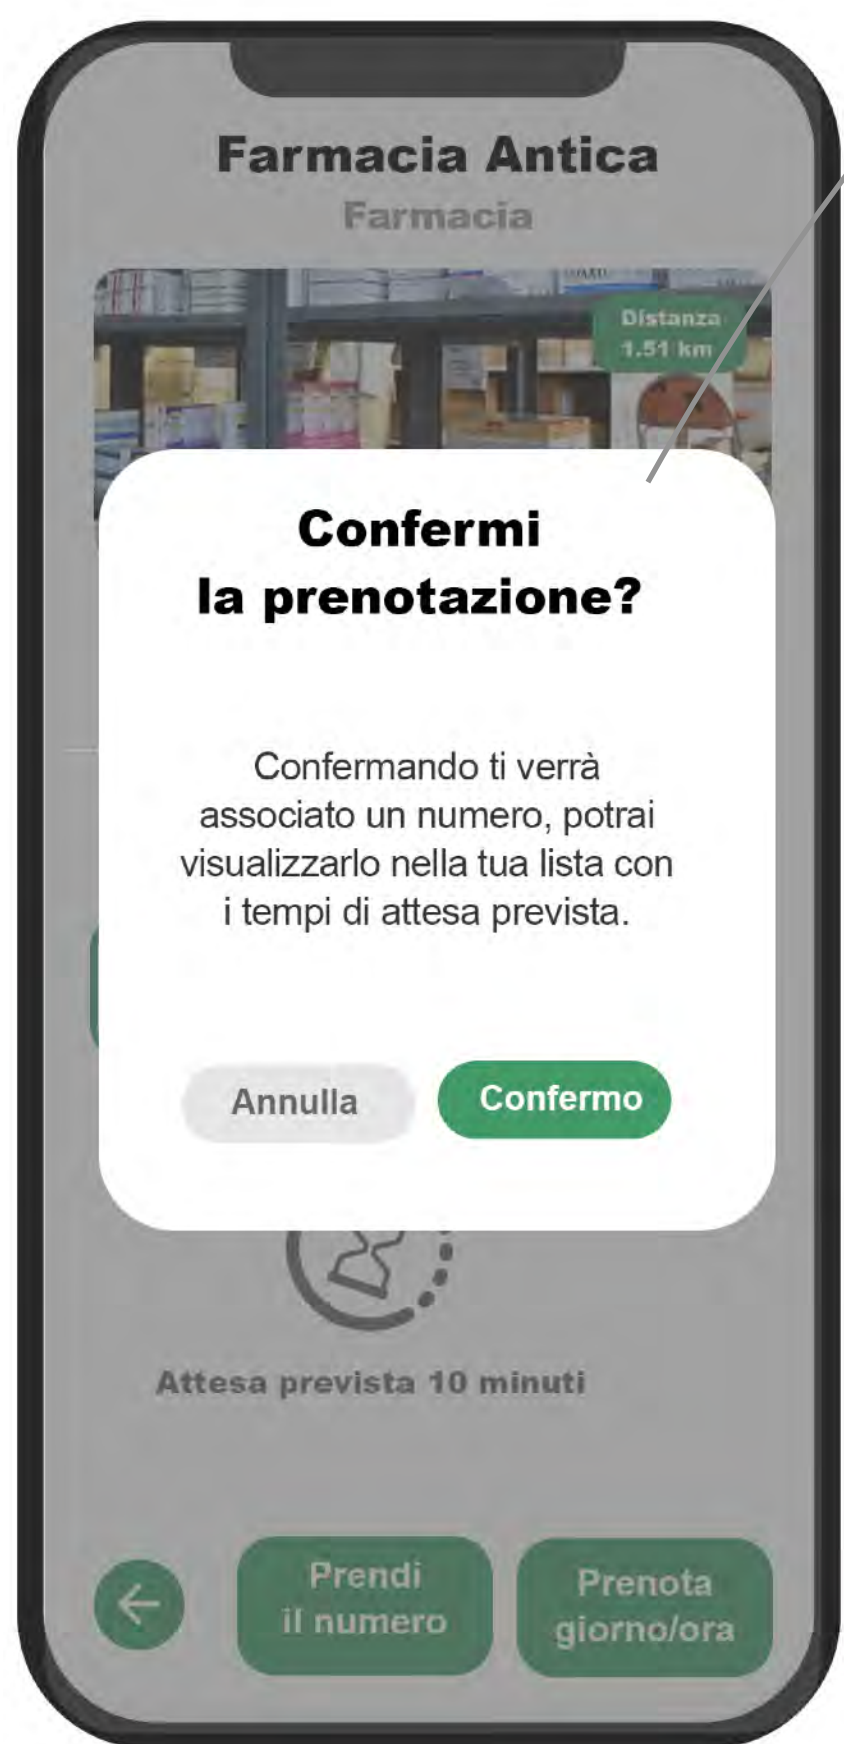 Farmacia Antica
Farmacia
Distanza
1.51 km
Confermi
la prenotazione?
Confermando ti verrà
associato un numero, potrai
visualizzarlo nella tua lista con
i tempi di attesa prevista.
Annulla
Confermo
Attesa prevista 10 minuti
Prendi
il numero
Prenota
giorno/ora